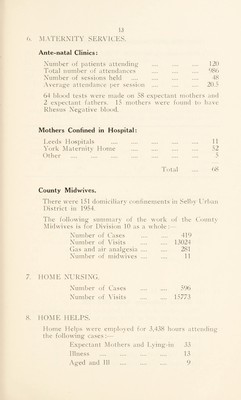 13
6. MATERNITY SERVICES.
Ante-natal Clinics:
Number of patients attending ... ... ... 120
Total number of attendances ... ... ... 986
Number of sessions held ... ... ... 48
Average attendance per session ... ... ... 20.5
64 blood tests were made on 58 expectant mothers and
2 expectant fathers. 15 mothers were found to have
Rhesus Negative blood.
Mothers Confined in Hospital:
Leeds Hospitals ... ... ... ... ... 11
York Maternity Home ... ... ... ... 52
Other ... ... ... ... ... ... 5
Total ... 68
County Midwives.
There were 151 domiciliary confinements in Selby Urban
District in 1954.
The following summary of the work of the County
Midwives is for Division 10 as a whole:—
Number of Cases ... ... 419
Number of Visits ... ... 13024
Gas and air analgesia ... ... 281
Number of midwives ... ... 11
7. HOME NURSING.
Number of Cases ... ... 596
Number of Visits ... ... 15773
8. HOME HELPS.
Home Helps were employed for 3,438 hours attending
the following cases:—
Expectant Mothers and Lying-in 33
Illness ... ... ... ... 13
Aged and Ill ... ... ... 9